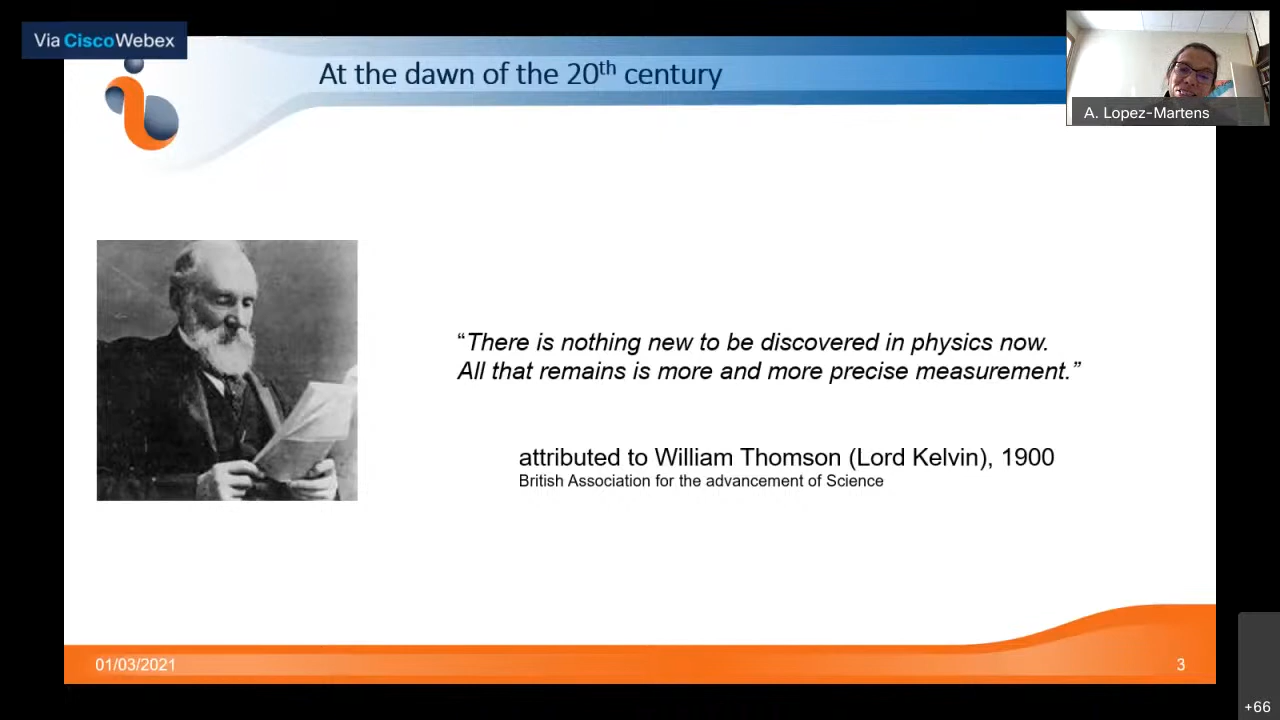 Via Cisco Webex
At the dawn of the 20th century
A. Lopez-Martens
“There is nothing new to be discovered in physics now.
All that remains is more and more precise measurement.”
attributed to William Thomson (Lord Kelvin), 1900
British Association for the advancement of Science
01/03/2021
3
+66